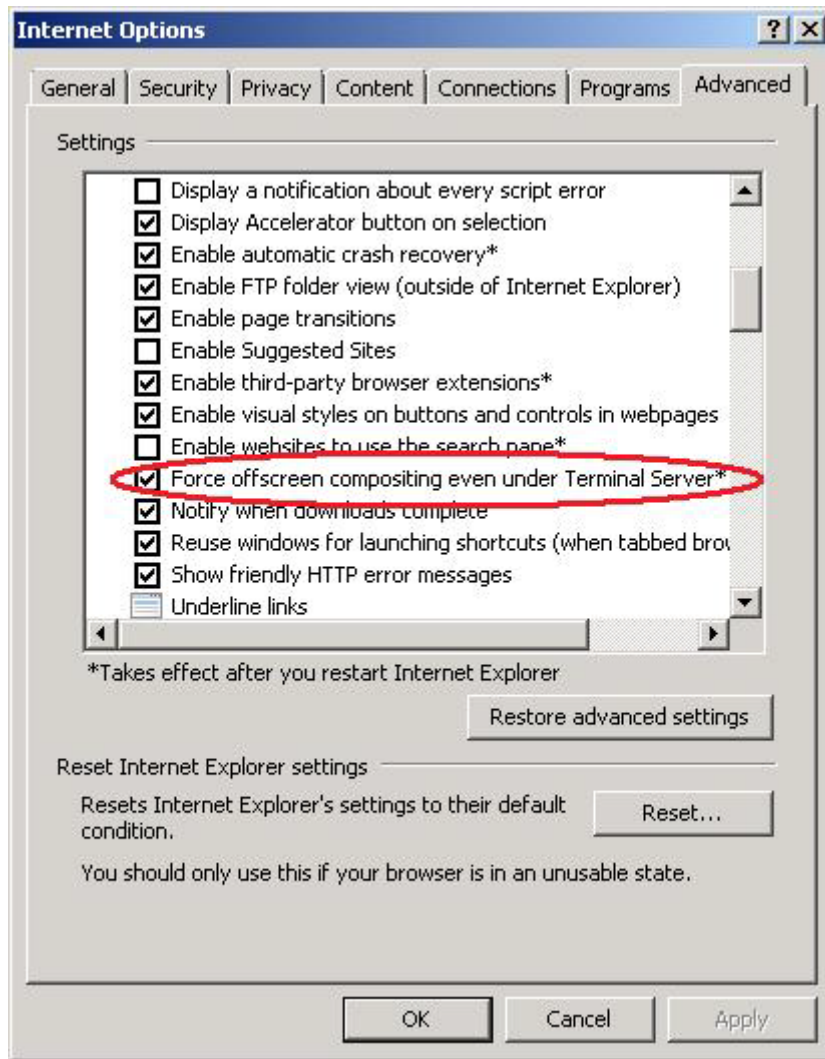 Internet Options
General Security Privacy Content Connections Programs Advanced
Settings
Display a notification about every script error
Display Accelerator button on selection
Enable automatic crash recovery*
Enable FTP folder view (outside of Internet Explorer)
Enable page transitions
Enable Suggested Sites
Enable third-party browser extensions*
Enable visual styles on buttons and controls in webpages
Enable websites to use the search pane*
Force offscreen compositing even under Terminal Server*
Notify when downloads complete
Reuse windows for launching shortcuts (when tabbed
Show friendly HTTP error messages
Underline links
*Takes effect after you restart Internet Explorer
Restore advanced settings
Reset Internet Explorer settings
Resets Internet Explorer's settings to their default
condition.
Reset...
You should only use this if your browser is in an unusable state.
OK Cancel Apply